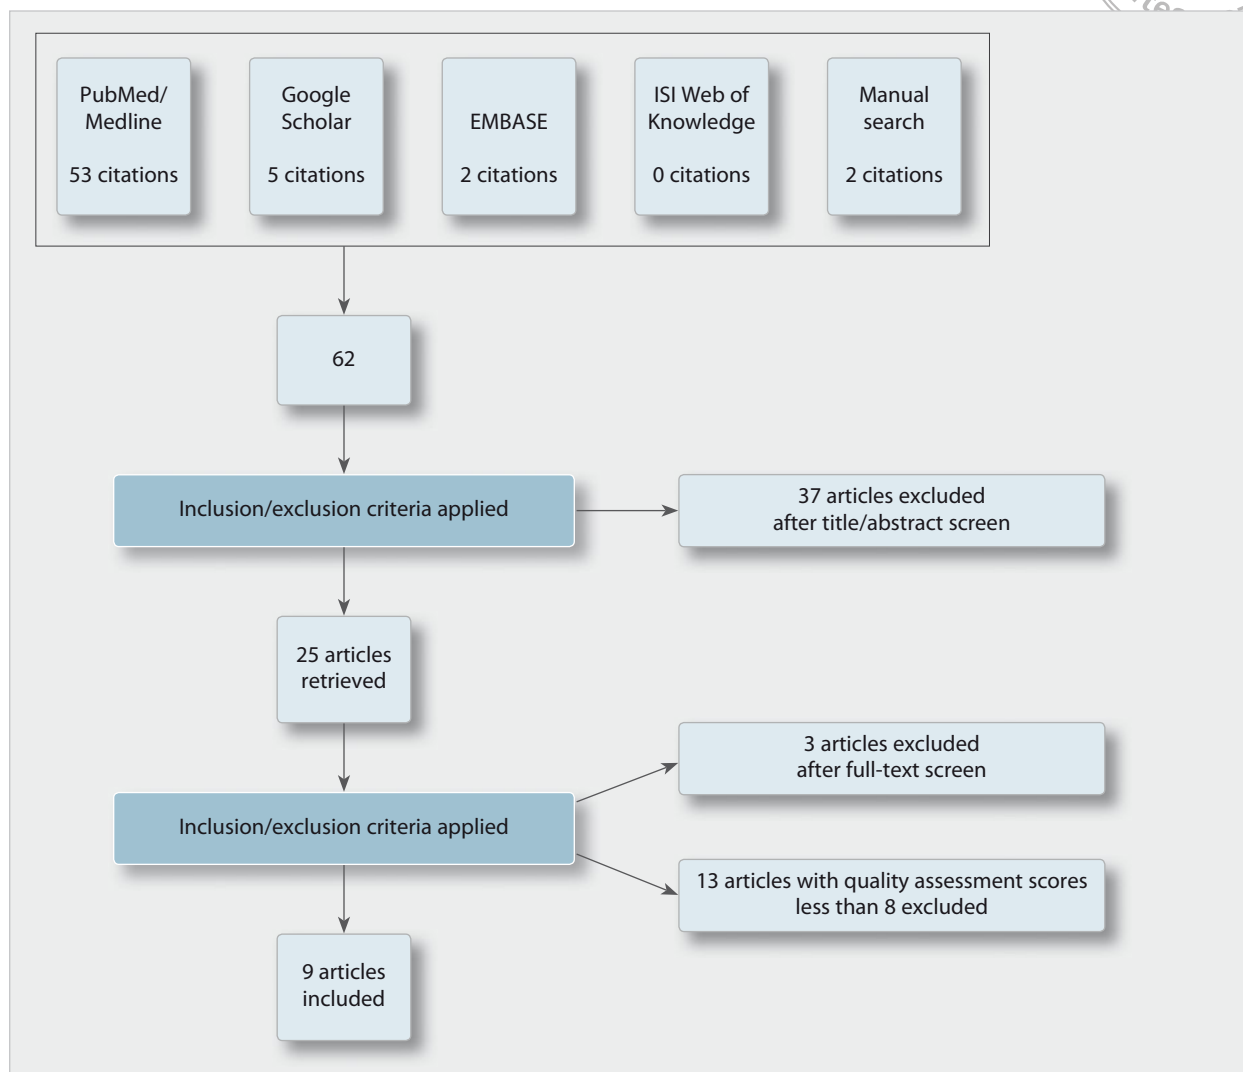 PubMed/
Medline
53 citations
Google
Scholar
5 citations
EMBASE
2 citations
ISI Web of
Knowledge
0 citations
Manual
search
2 citations
62
Inclusion/exclusion criteria applied
37 articles excluded
after title/abstract screen
25 articles
retrieved
3 articles excluded
after full-text screen
Inclusion/exclusion criteria applied
13 articles with quality assessment scores
less than 8 excluded
9 articles
included